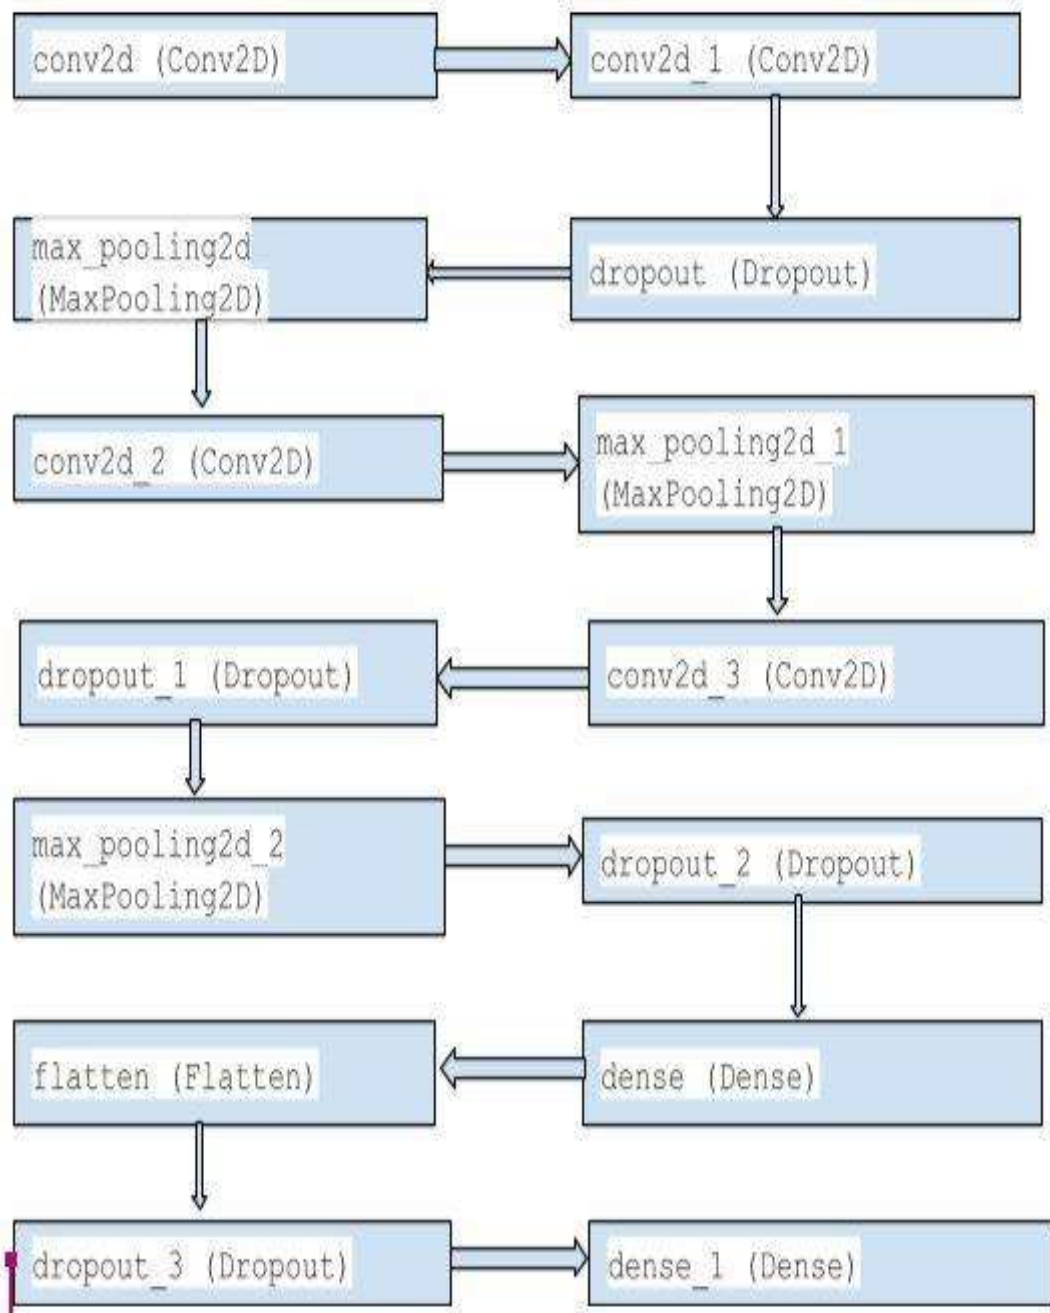 conv2d (Conv2D)
conv2d_1 (Conv2D)
max_pooling2d
(MaxPooling2D)
dropout (Dropout)
conv2d_2 (Conv2D)
max_pooling2d_1
(MaxPooling2D)
dropout_1 (Dropout)
conv2d_3 (Conv2D)
max_pooling2d_2
(MaxPooling2D)
dropout_2 (Dropout)
flatten (Flatten)
dense (Dense)
dropout_3 (Dropout)
dense_1 (Dense)